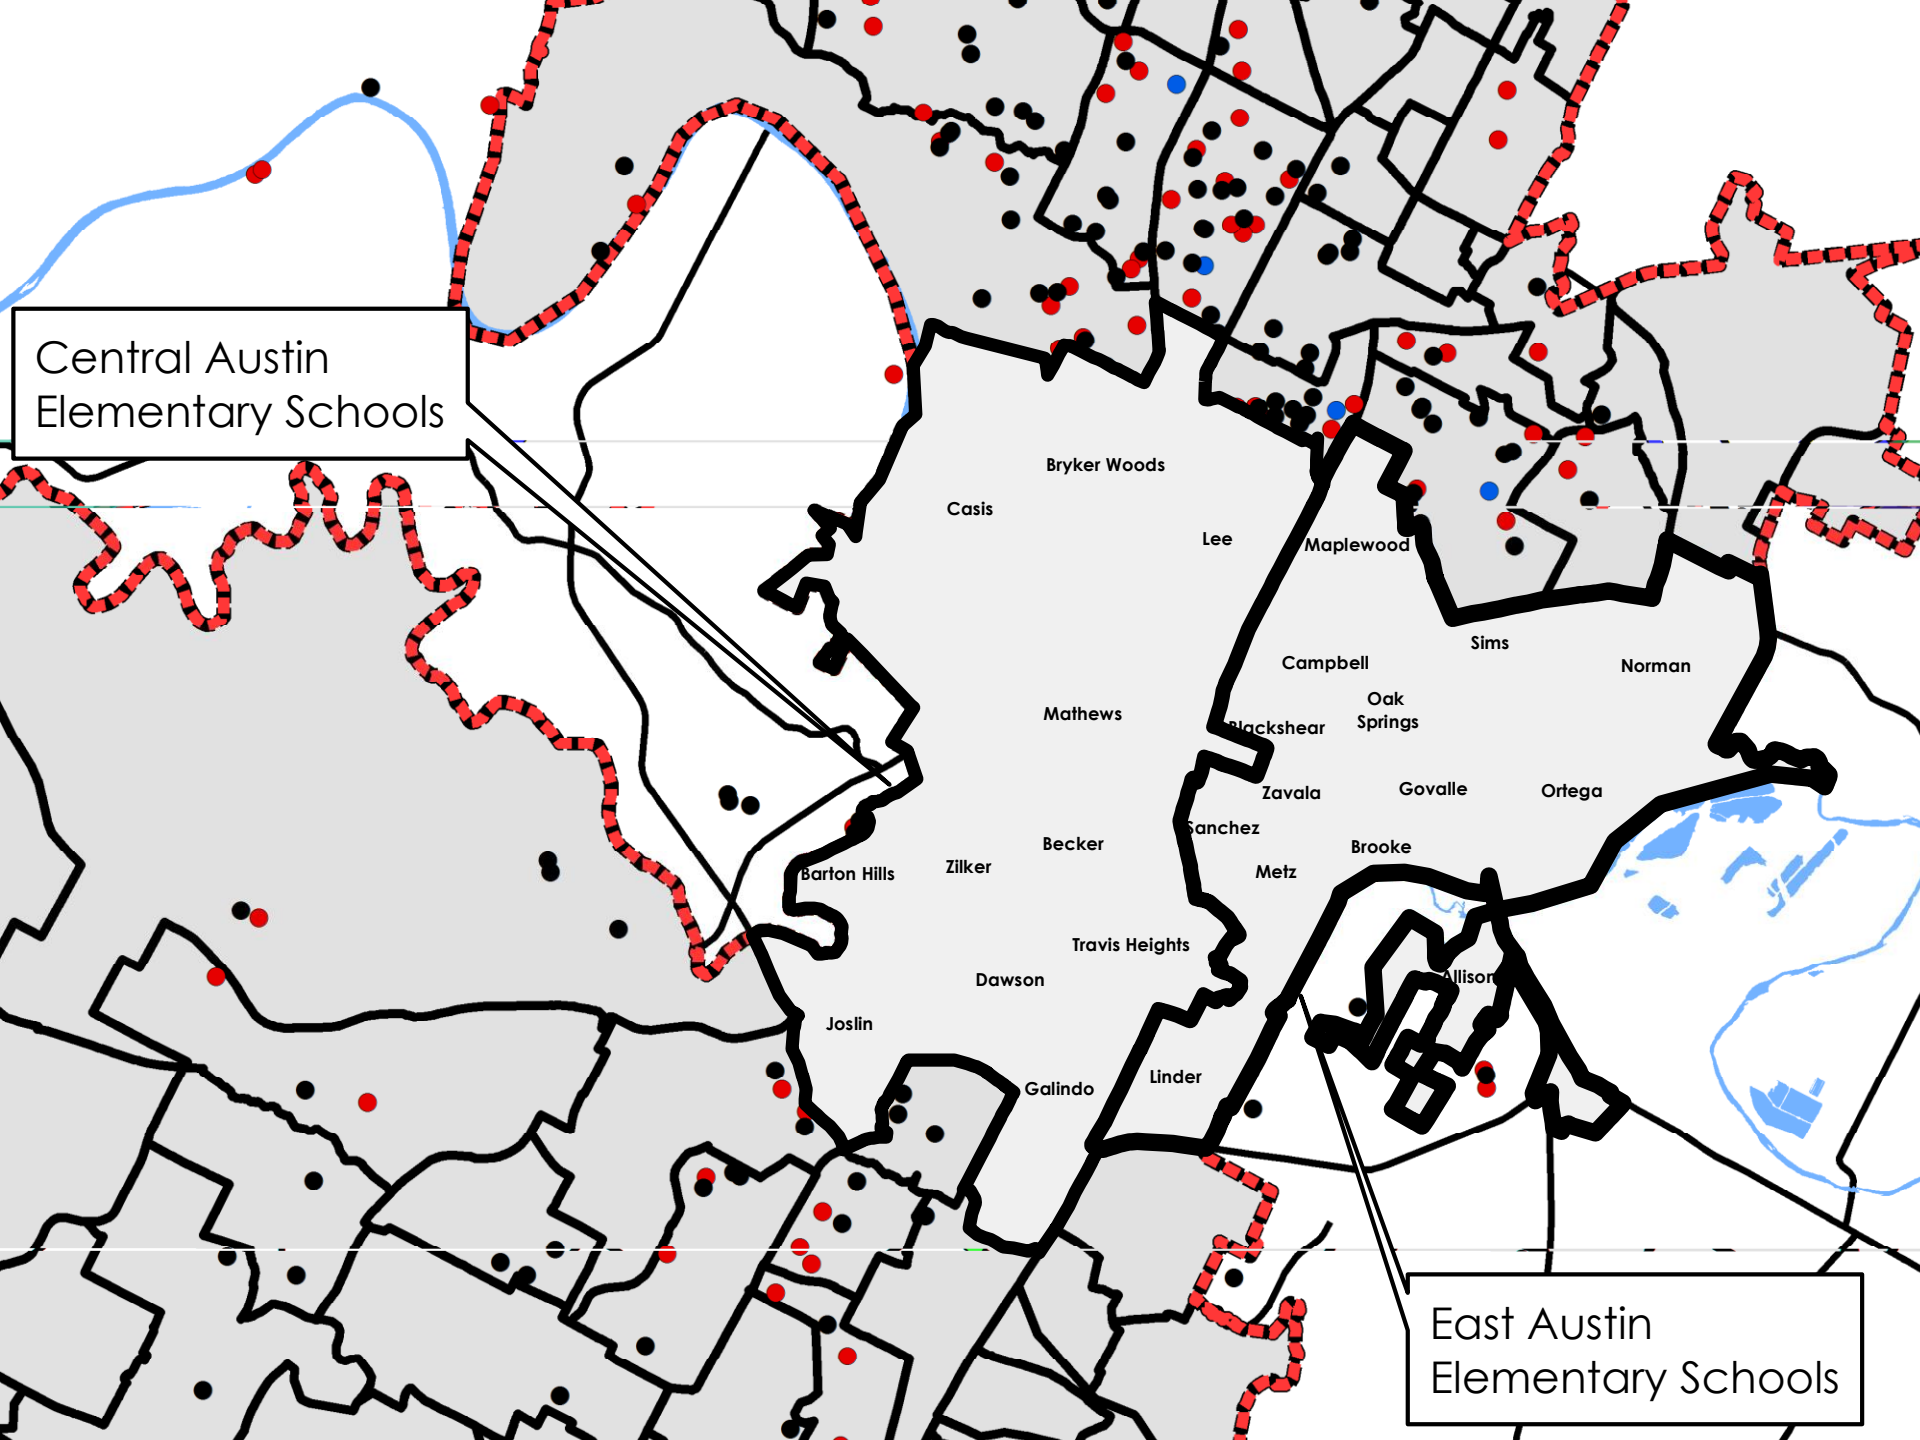 Central Austin
Elementary Schools
Bryker Woods
Casis
Lee
Maplewood
Sims
Campbell
Norman
Oak
Springs
Mathews
Blackshear
Zavala
Govalle
Ortega
Sanchez
Becker
Brooke
Zilker
Barton Hills
Metz
Travis Heights
Dawson
Allison
Joslin
Linder
Galindo
East Austin
Elementary Schools